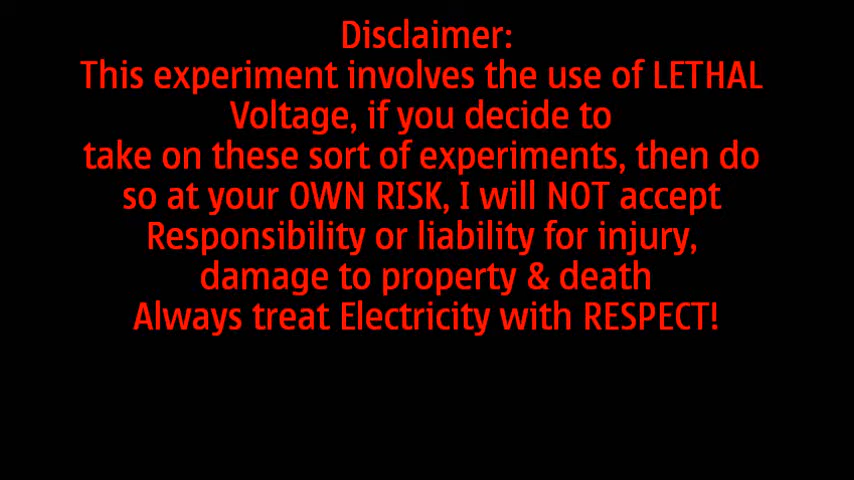 Disclaimer:
This experiment involves the use of LETHAL
Voltage, if you decide to
take on these sort of experiments, then do
so at your OWN RISK, I will NOT accept
Responsibility or liability for injury,
damage to property & death
Always treat Electricity with RESPECT!